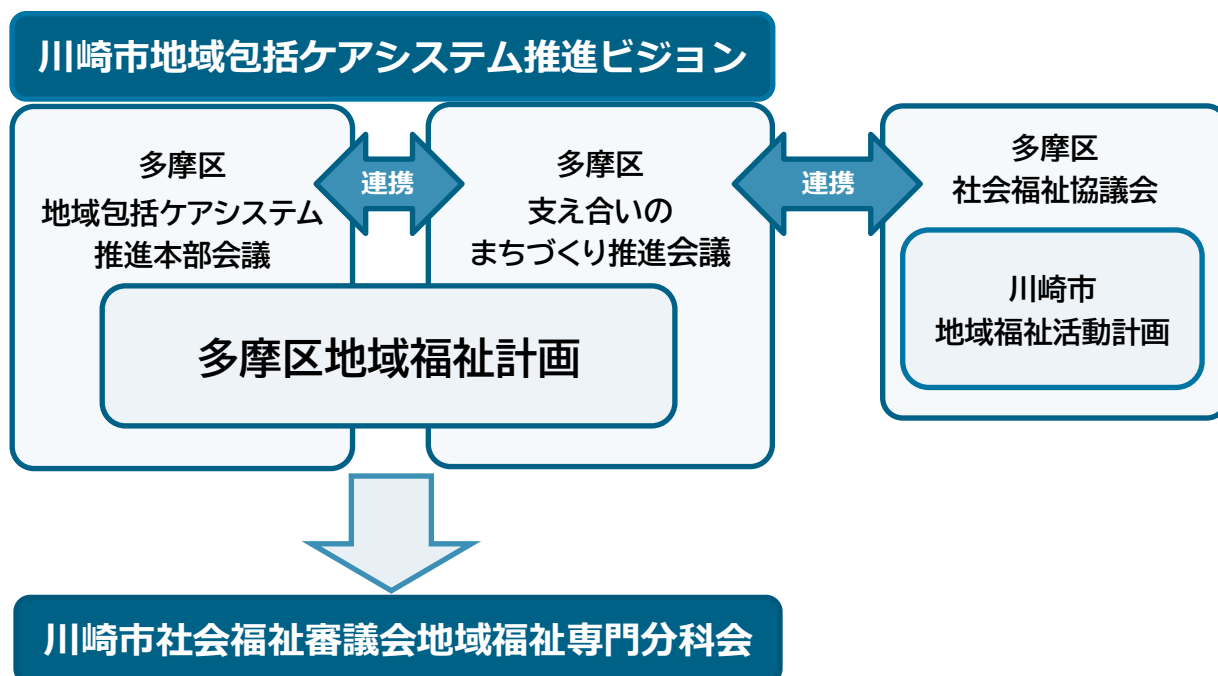 川崎市地域包括ケアシステム推進ビジョン
多摩区
地域包括ケアシステム
推進本部会議
連携
多摩区
支え合いの
まちづくり推進会議
連携
多摩区
社会福祉協議会
川崎市
地域福祉活動計画
多摩区地域福祉計画
川崎市社会福祉審議会地域福祉専門分科会